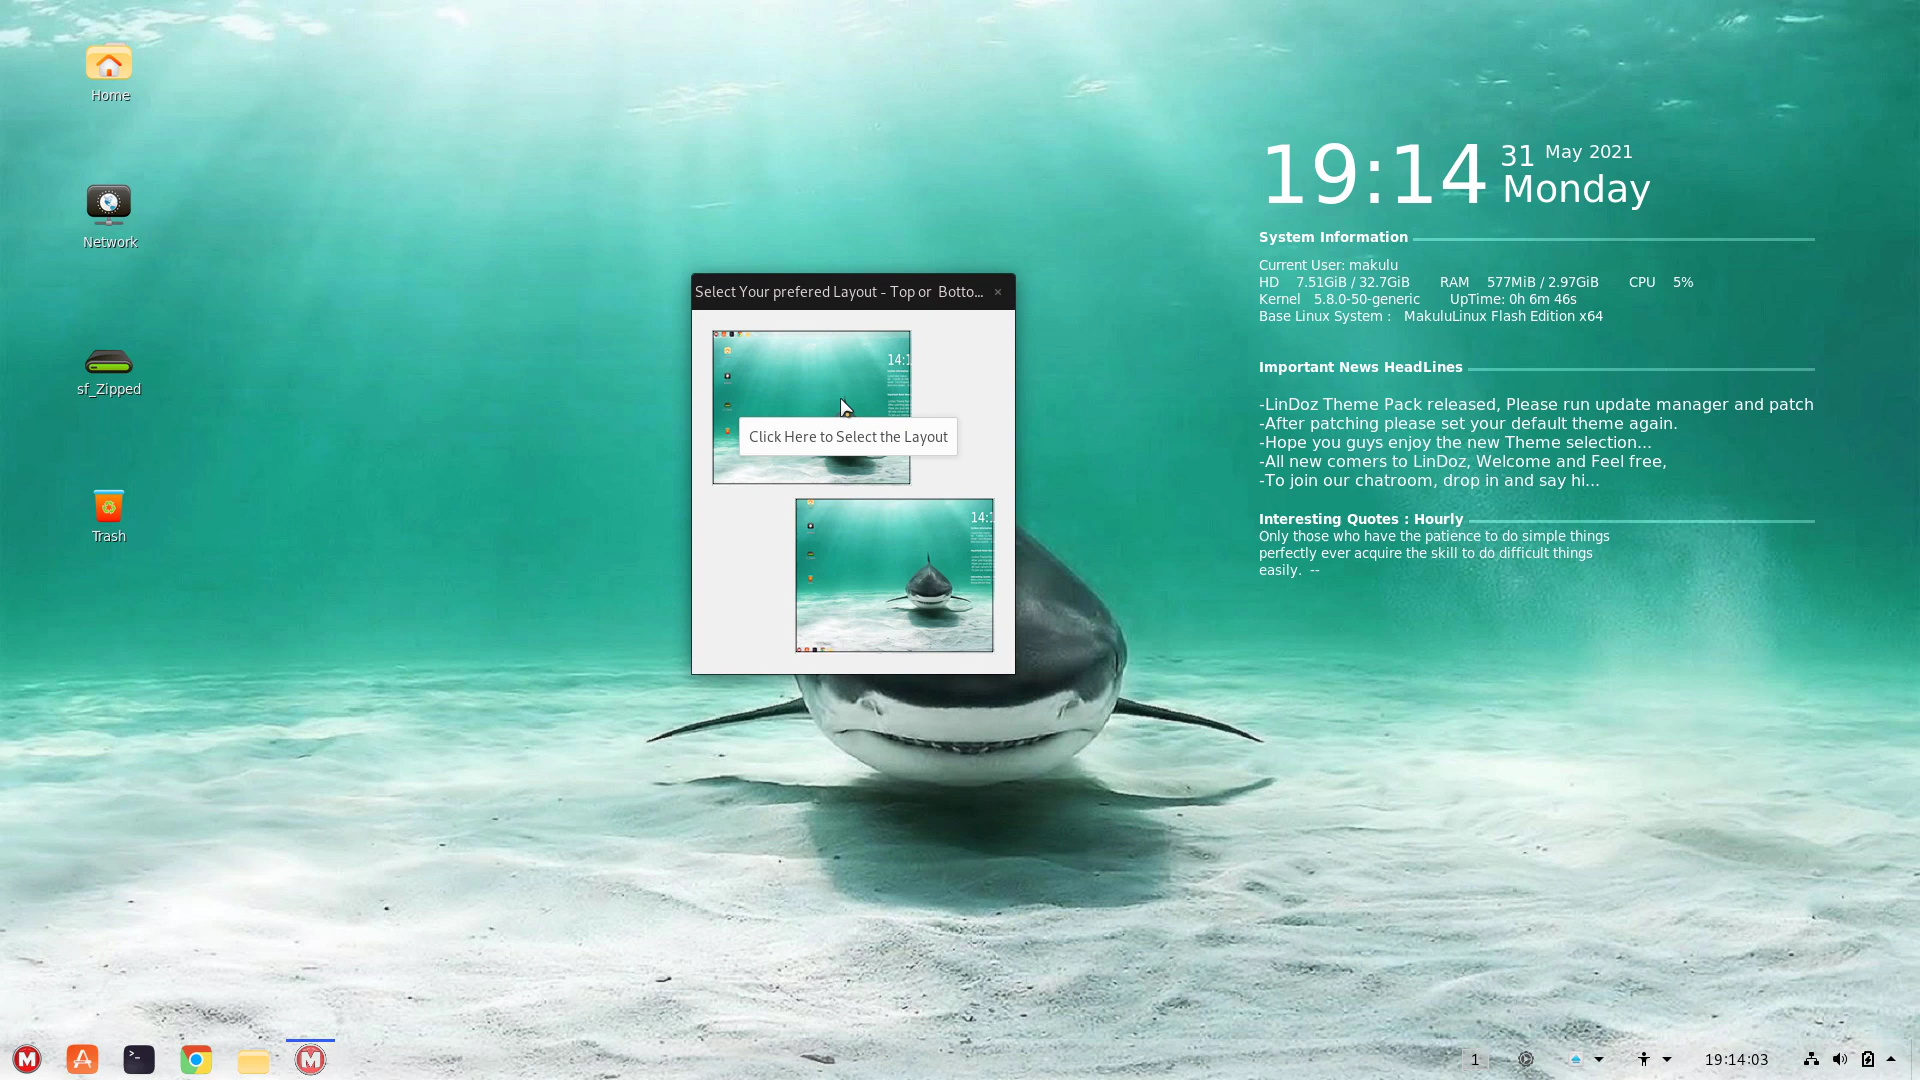 Home
Network
sf_Zipped
Trash
19:14 31 May 2021
Monday
System Information
Current User: makulu
HD 7.51GiB / 32.7GiB RAM 577MiB / 2.97GiB CPU 5%
Kernel 5.8.0-50-generic UpTime: 0h 6m 46s
Base Linux System : MakuluLinux Flash Edition x64
Important News HeadLines
-LinDoz Theme Pack released, Please run update manager and patch
-After patching please set your default theme again.
-Hope you guys enjoy the new Theme selection...
-All new comers to LinDoz, Welcome and Feel free,
-To join our chatroom, drop in and say hi...
Interesting Quotes : Hourly
Only those who have the patience to do simple things
perfectly ever acquire the skill to do difficult things
easily. --
Select Your prefered Layout - Top or Botto... ×
14:1
Click Here to Select the Layout
14:1
M
>_
M
1
19:14:03